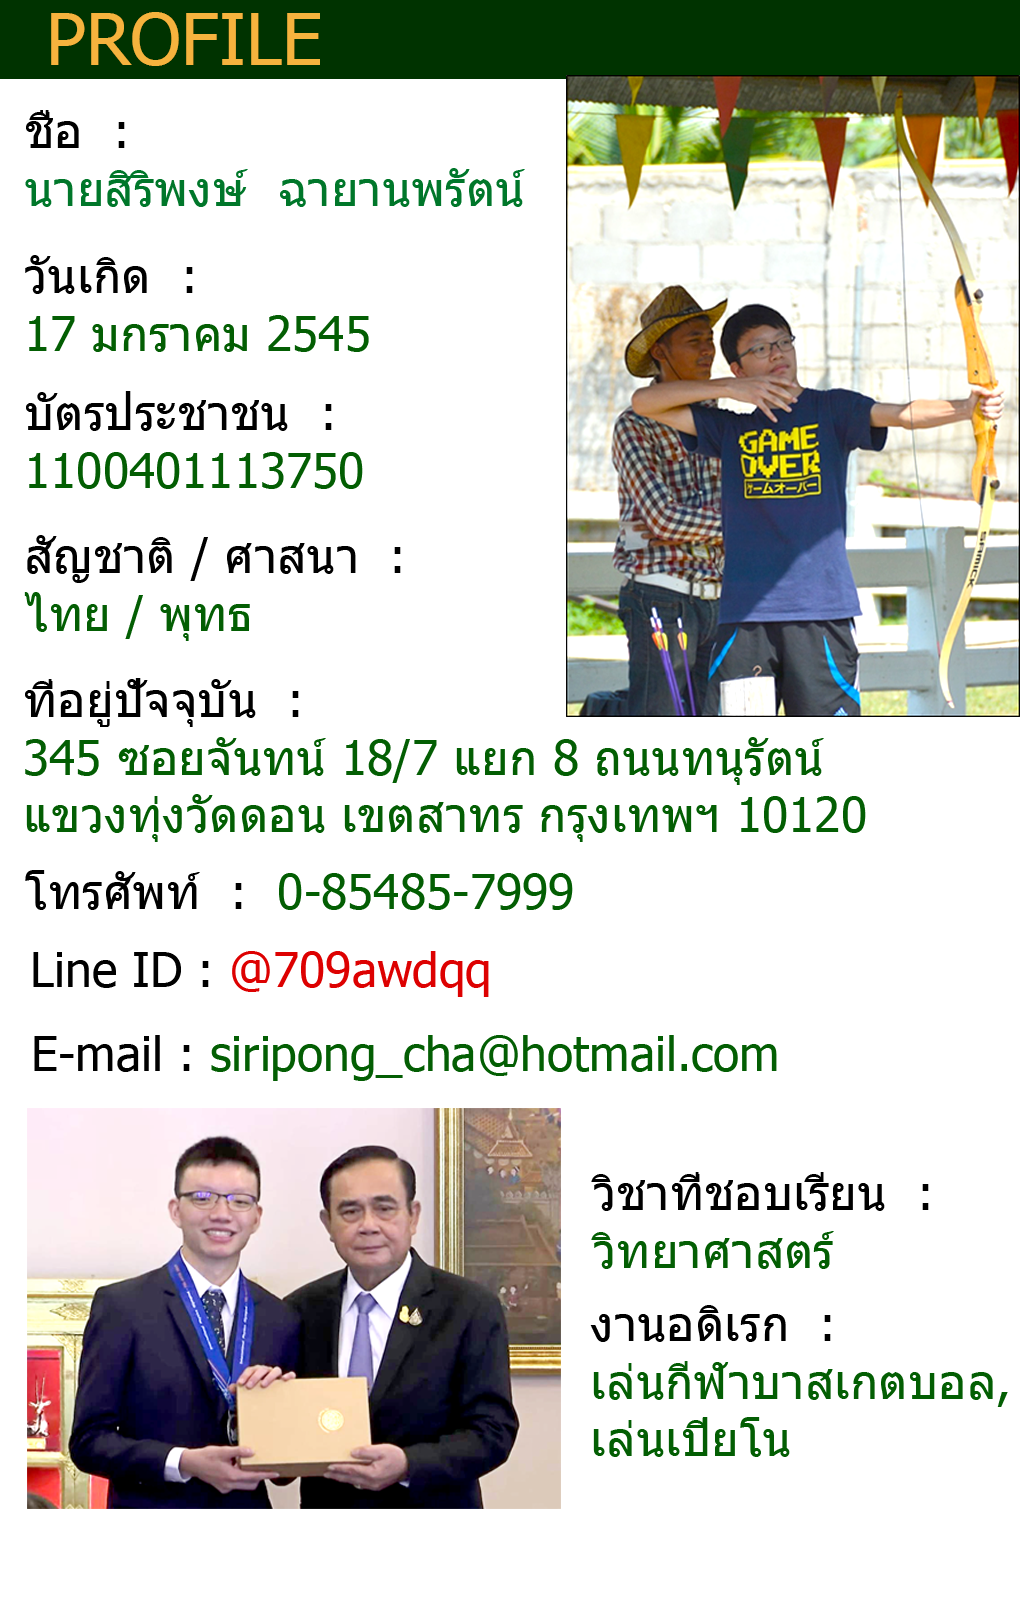 PROFILE
ชื่อ :
นายสิริพงษ์ ฉายานพรัตน์
วันเกิด :
17 มกราคม 2545
บัตรประชาชน :
1100401113750
สัญชาติ / ศาสนา :
ไทย / พุทธ
ที่อยู่ปัจจุบัน :
345 ซอยจันทน์ 18/7 แยก 8 ถนนทนุรัตน์
แขวงทุ่งวัดดอน เขตสาทร กรุงเทพฯ 10120
โทรศัพท์ : 0-85485-7999
Line ID : @709awdqq
E-mail : siripong_cha@hotmail.com
วิชาที่ชอบเรียน :
วิทยาศาสตร์
งานอดิเรก :
เล่นกีฬาบาสเกตบอล,
เล่นเปียโน
GAME
OVER
ゲームオーバー
SAMICK